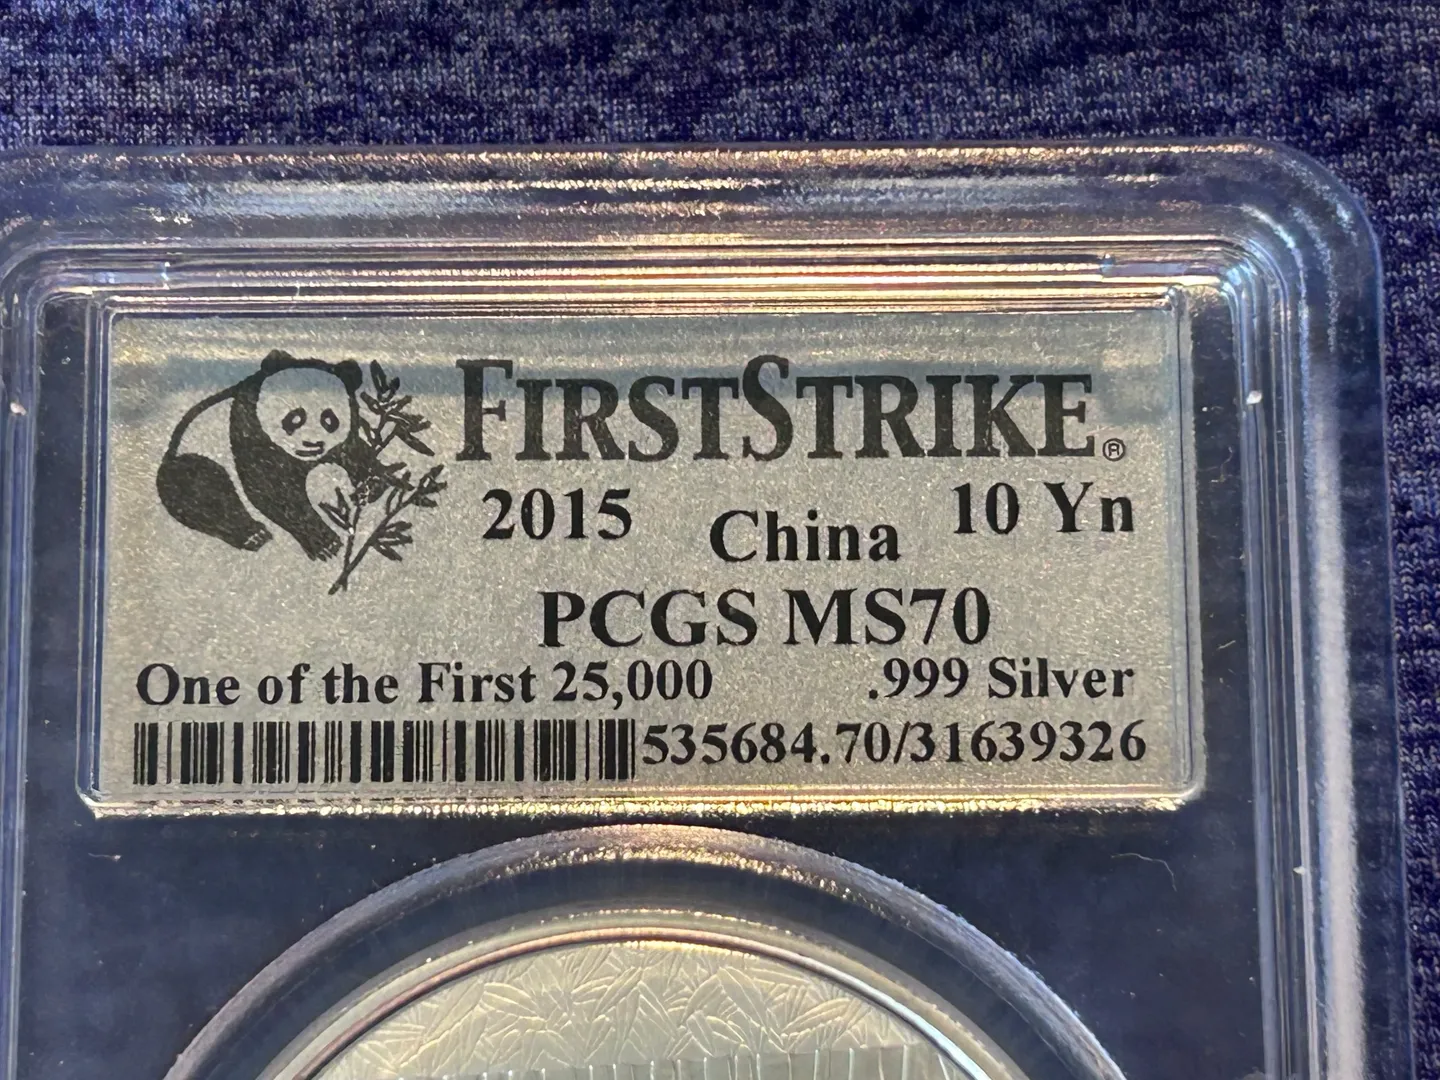 FIRSTSTRIKE®
2015 China 10 Yn
PCGS MS70
One of the First 25,000 .999 Silver
535684.70/31639326